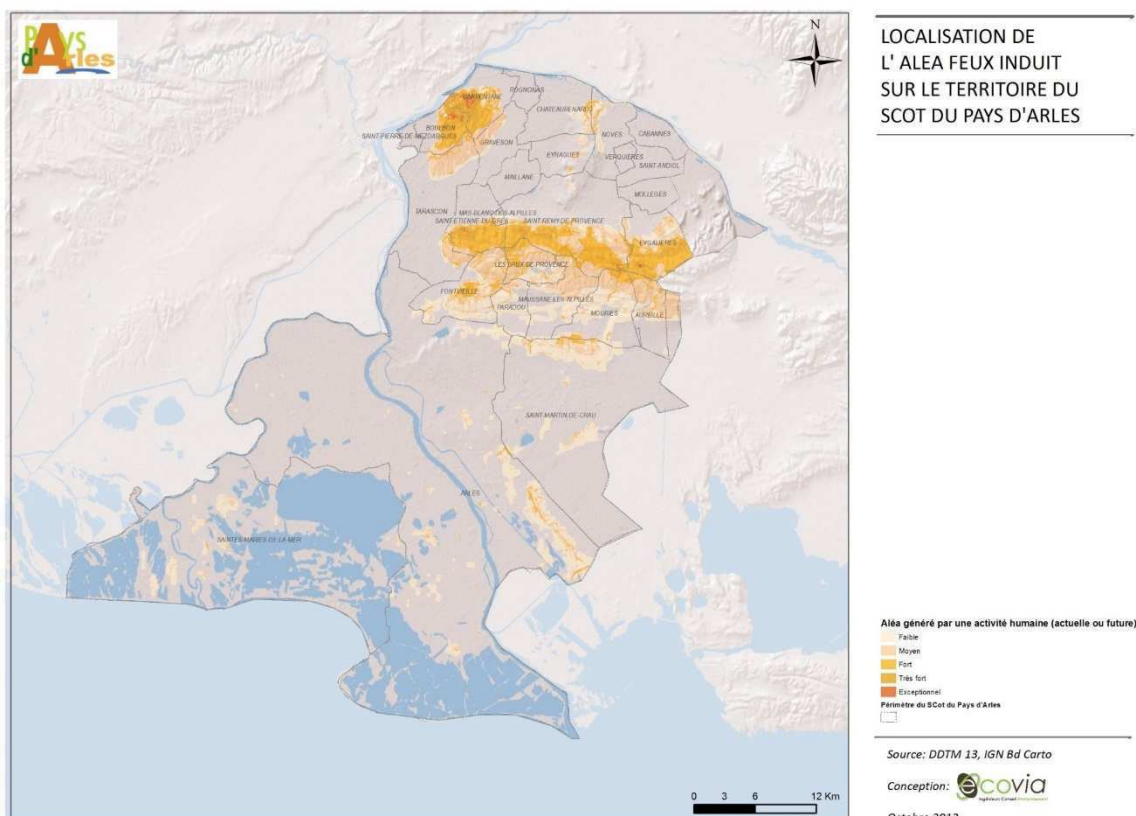 Pays
d'Arles
N
LOCALISATION DE
L' ALEA FEUX INDUIT
SUR LE TERRITOIRE DU
SCOT DU PAYS D'ARLES
ROGNONAS
BARBENTANE
CHATEAURENARD
BOULBON
SAINT-PIERRE-DE-MEZOARGUES
GRAVESON
NOVES
CABANNES
EYRAGUES
VERQUIERES
SAINT-ANDIOL
MAILLANE
MOLLEGES
TARASCON
MAS-BLANC-DES-ALPILLES
SAINT-ETIENNE-DU-GRES
SAINT-REMY-DE-PROVENCE
EYGALIERES
LES BAUX-DE-PROVENCE
FONTVIEILLE
MAUSSANE-LES-ALPILLES
PARADOU
MOURIES
AUREILLE
SAINT-MARTIN-DE-CRAU
ARLES
SAINTES-MARIES-DE-LA-MER
Aléa généré par une activité humaine (actuelle ou future)
Faible
Moyen
Fort
Très fort
Exceptionnel
Périmètre du SCot du Pays d'Arles
Source: DDTM 13, IGN Bd Carto
Conception: ecovia
Ingénieurs Conseil Environnement
0 3 6 12 Km